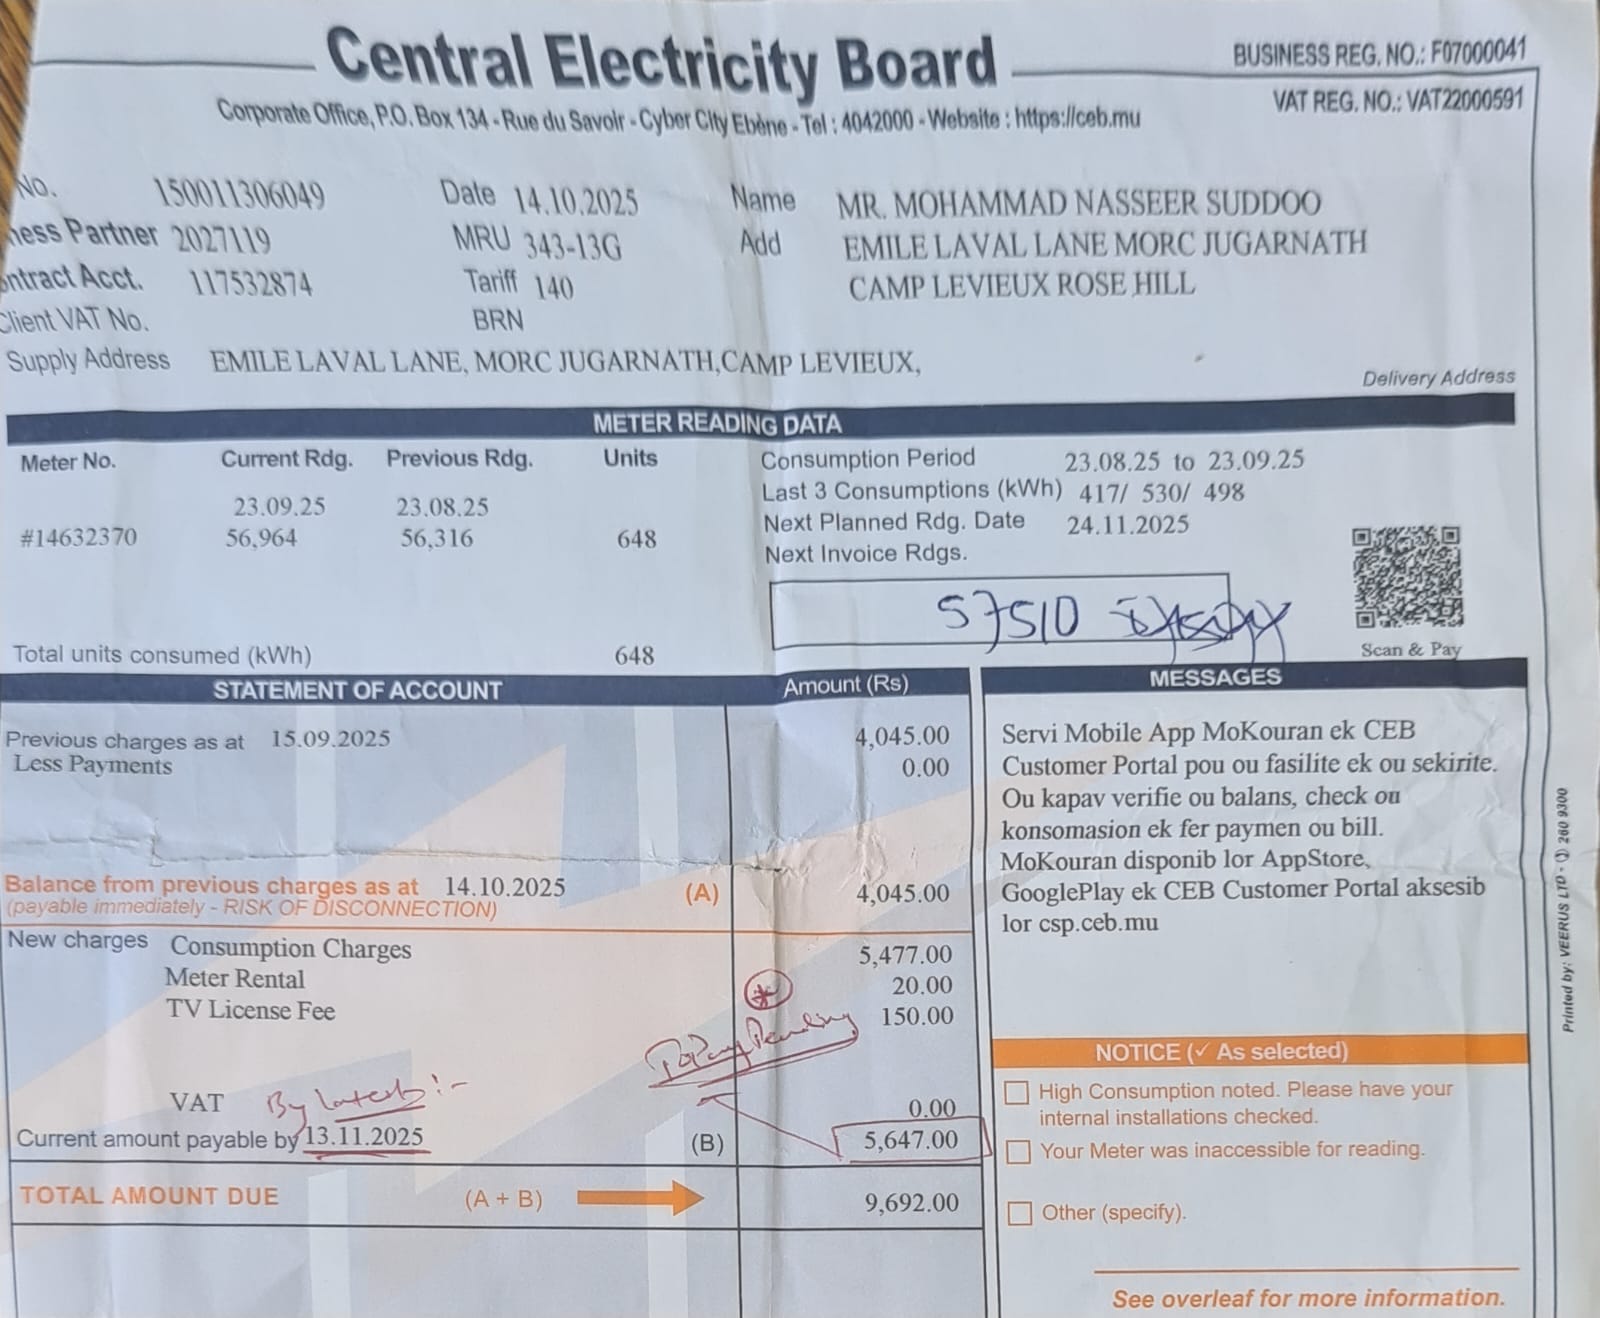 Central Electricity Board
BUSINESS REG. NO.: F07000041
VAT REG. NO.: VAT22000591
Corporate Office, P.O. Box 134 - Rue du Savoir - Cyber City Ebène - Tel : 4042000 - Website : https://ceb.mu
No. 150011306049 Date 14.10.2025 Name MR. MOHAMMAD NASSEER SUDDOO
ness Partner 2027119 MRU 343-13G Add EMILE LAVAL LANE MORC JUGARNATH
ontract Acct. 117532874 Tariff 140 CAMP LEVIEUX ROSE HILL
Client VAT No. BRN
Supply Address EMILE LAVAL LANE, MORC JUGARNATH,CAMP LEVIEUX,
Delivery Address
METER READING DATA
Meter No. Current Rdg. Previous Rdg. Units
23.09.25 23.08.25
#14632370 56,964 56,316 648
Total units consumed (kWh) 648
Consumption Period 23.08.25 to 23.09.25
Last 3 Consumptions (kWh) 417/ 530/ 498
Next Planned Rdg. Date 24.11.2025
Next Invoice Rdgs.
57510
Scan & Pay
STATEMENT OF ACCOUNT Amount (Rs)
Previous charges as at 15.09.2025 4,045.00
Less Payments 0.00
Balance from previous charges as at 14.10.2025 (A) 4,045.00
(payable immediately - RISK OF DISCONNECTION)
New charges Consumption Charges 5,477.00
Meter Rental 20.00
TV License Fee 150.00
Pending
VAT 0.00
By Latest :-
Current amount payable by 13.11.2025 (B) 5,647.00
TOTAL AMOUNT DUE (A + B) 9,692.00
MESSAGES
Servi Mobile App MoKouran ek CEB
Customer Portal pou ou fasilite ek ou sekirite.
Ou kapav verifie ou balans, check ou
konsomasion ek fer paymen ou bill.
MoKouran disponib lor AppStore,
GooglePlay ek CEB Customer Portal aksesib
lor csp.ceb.mu
NOTICE (✓ As selected)
High Consumption noted. Please have your
internal installations checked.
Your Meter was inaccessible for reading.
Other (specify).
See overleaf for more information.
Printed by: VEERUS LTD - ✆ 260 9300